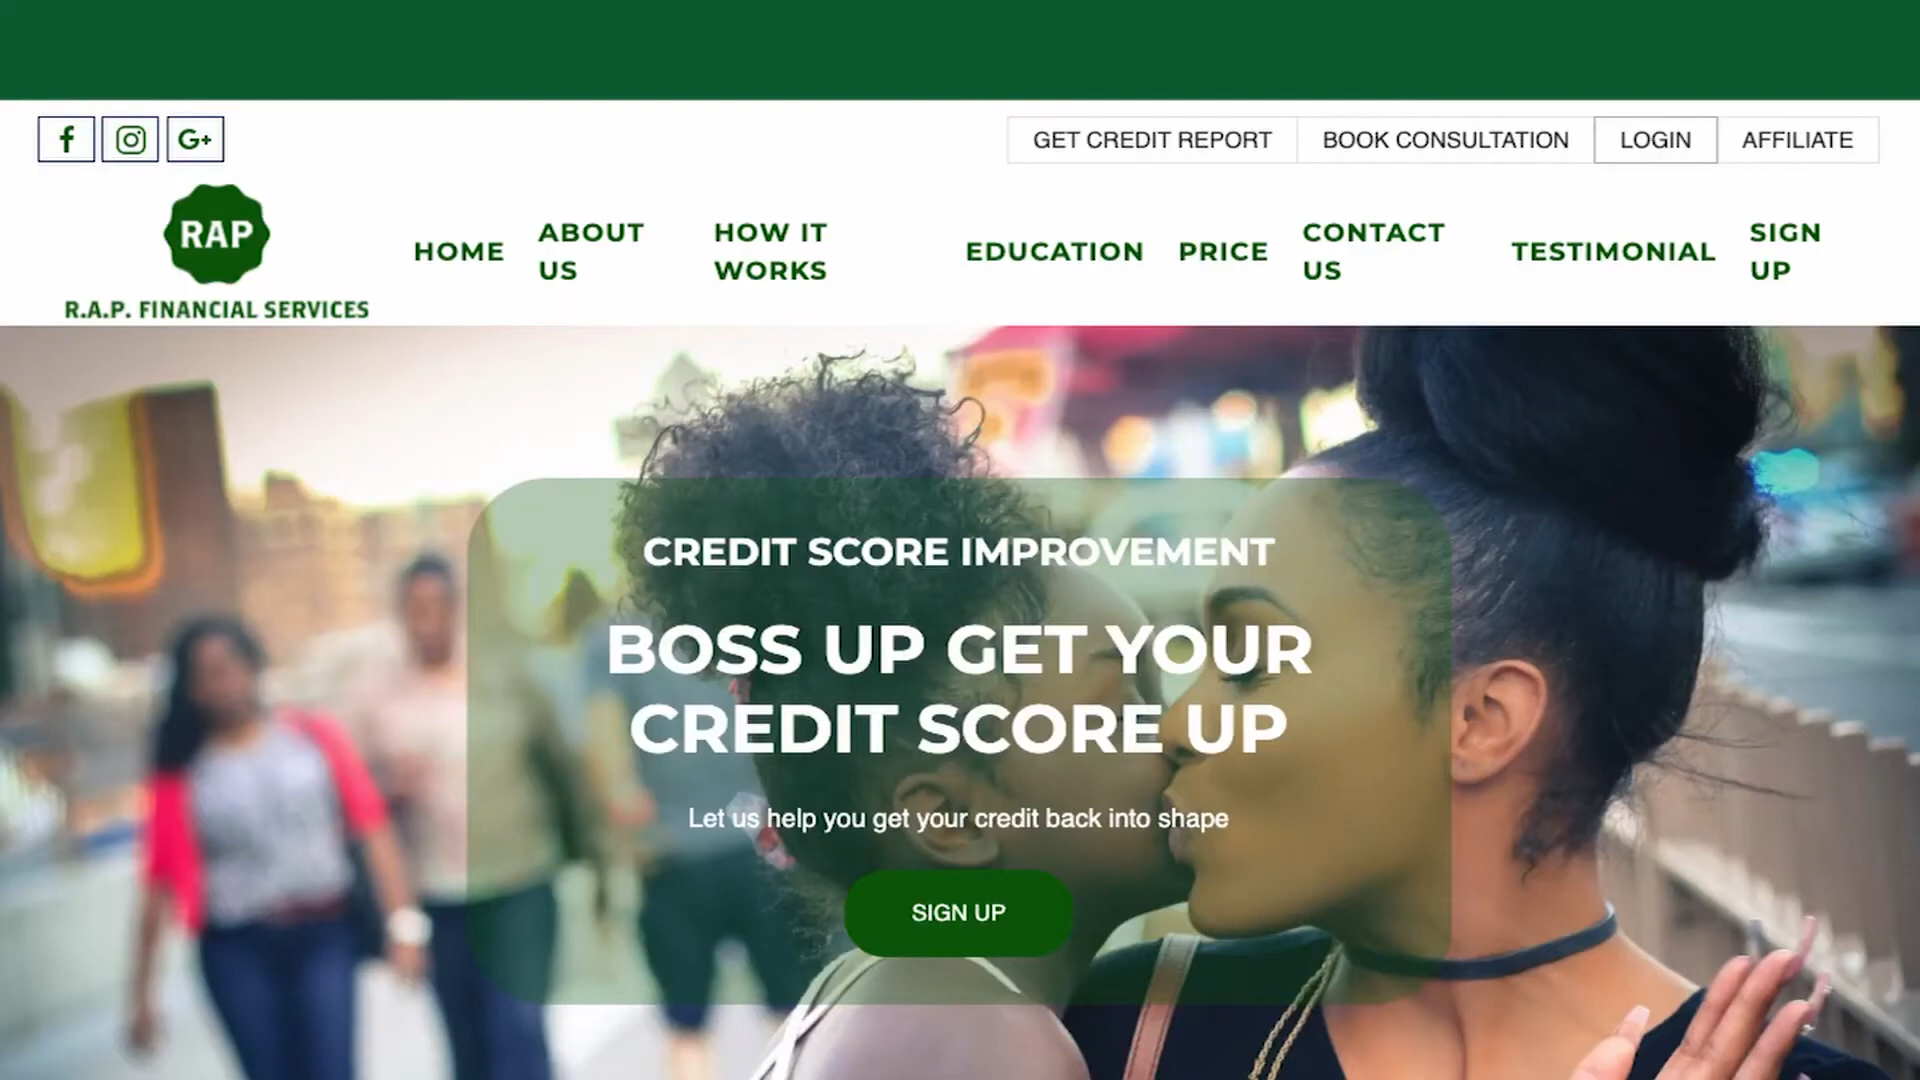 f
G+
GET CREDIT REPORT
BOOK CONSULTATION
LOGIN
AFFILIATE
RAP
R.A.P. FINANCIAL SERVICES
HOME
ABOUT
US
HOW IT
WORKS
EDUCATION
PRICE
CONTACT
US
TESTIMONIAL
SIGN
UP
CREDIT SCORE IMPROVEMENT
BOSS UP GET YOUR
CREDIT SCORE UP
Let us help you get your credit back into shape
SIGN UP